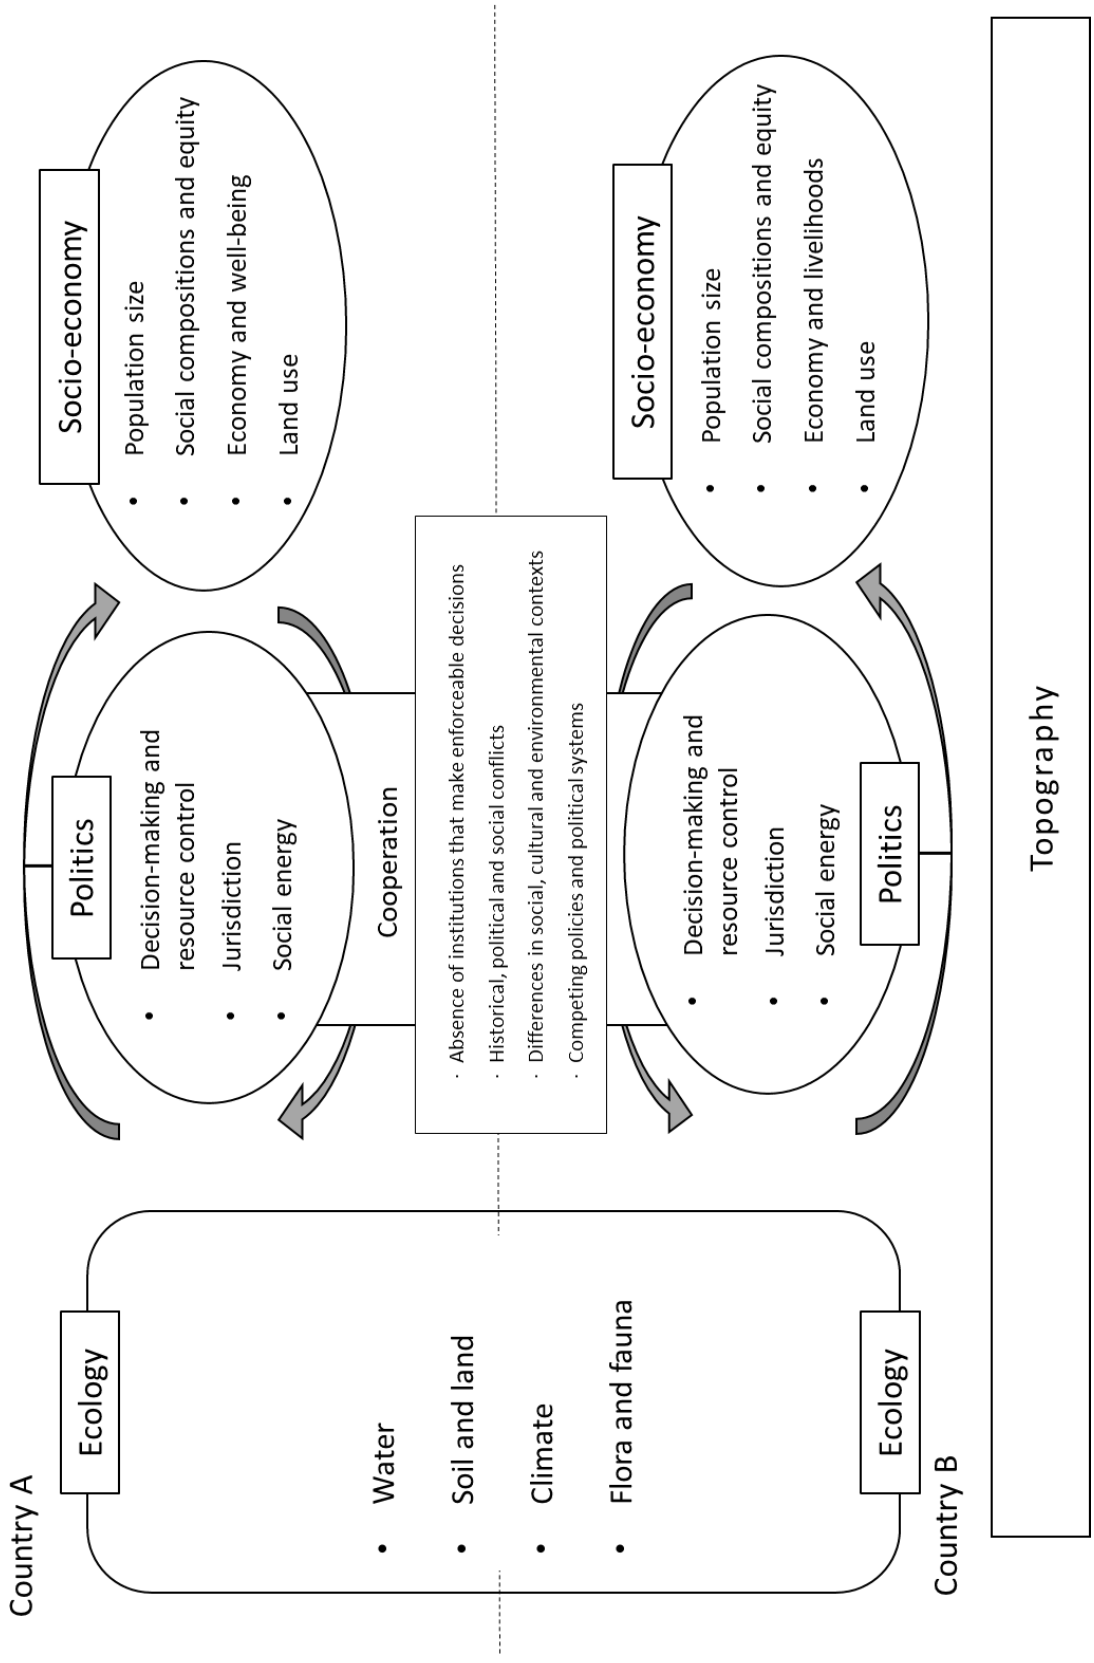 Country A
Ecology
Politics
Socio-economy
• Decision-making and
resource control
• Jurisdiction
• Social energy
• Population size
• Social compositions and equity
• Economy and well-being
• Land use
• Water
• Soil and land
• Climate
• Flora and fauna
Cooperation
· Absence of institutions that make enforceable decisions
· Historical, political and social conflicts
· Differences in social, cultural and environmental contexts
· Competing policies and political systems
Socio-economy
• Decision-making and
resource control
• Jurisdiction
• Social energy
• Population size
• Social compositions and equity
• Economy and livelihoods
• Land use
Ecology
Politics
Country B
Topography